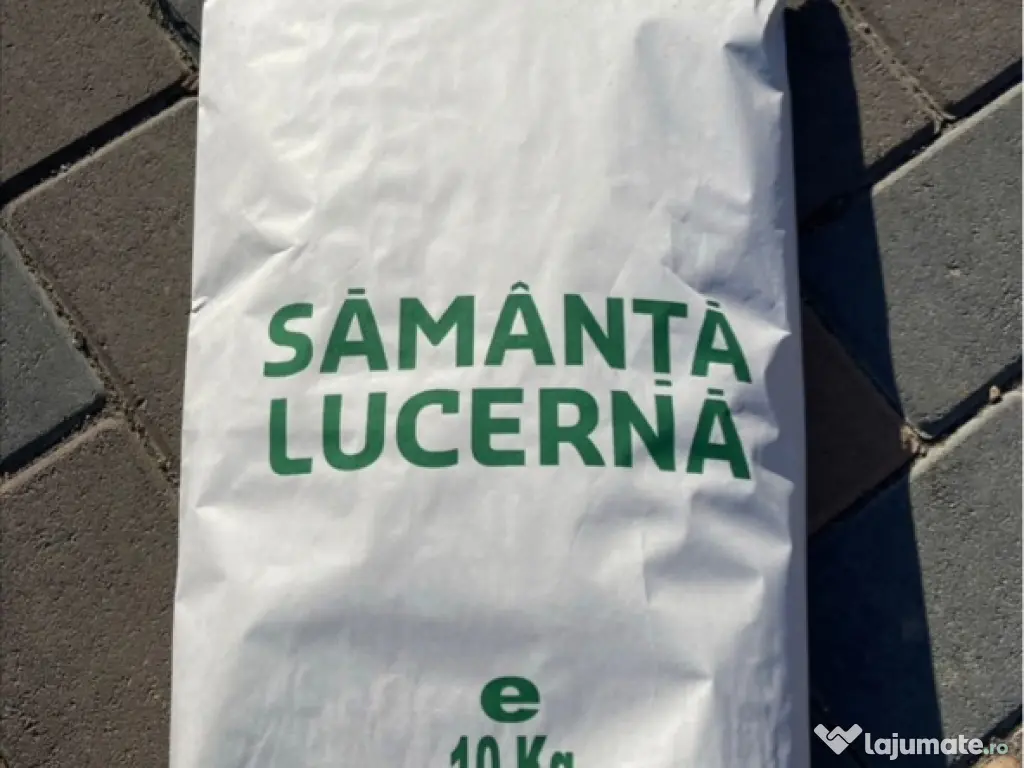 SĂMÂNȚĂ
LUCERNĂ
e
10 Kg
lajumate.ro